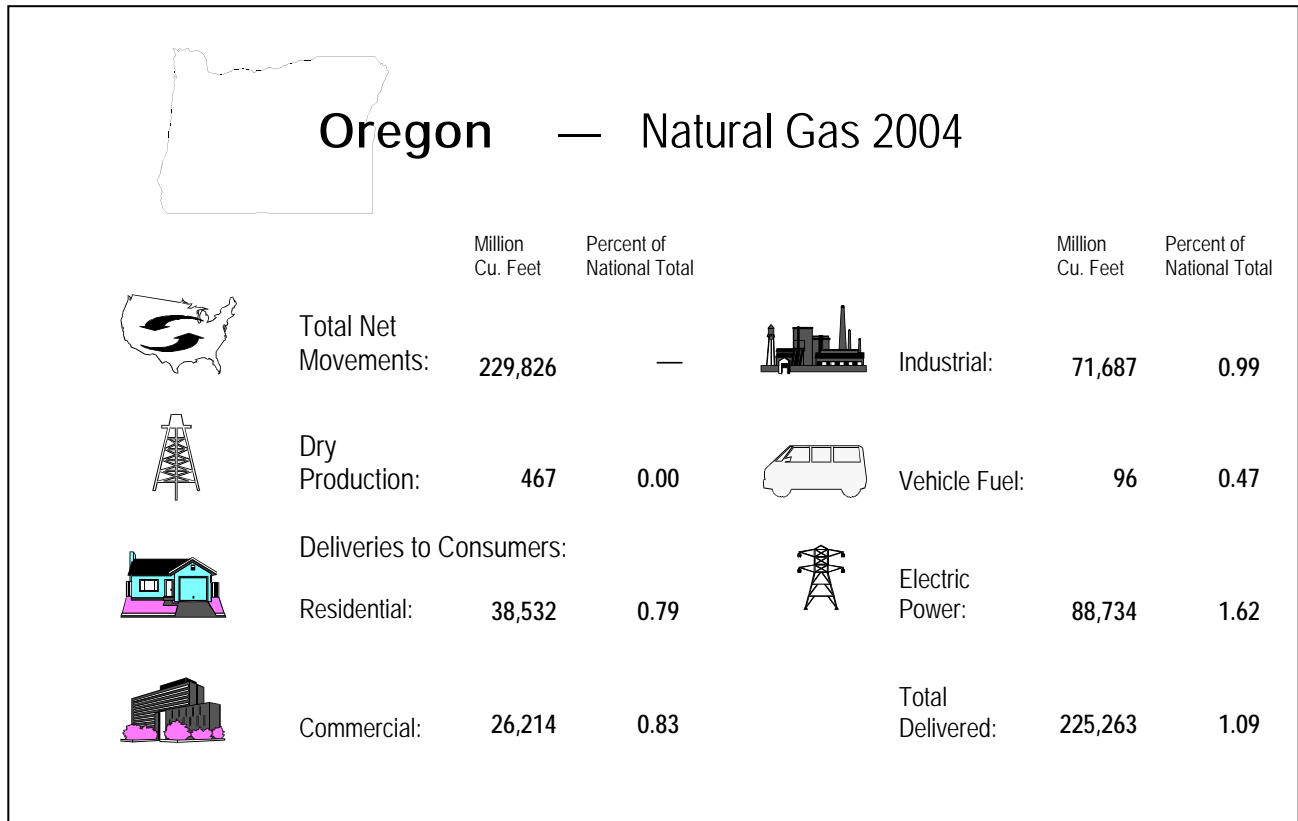 Oregon — Natural Gas 2004
Million Percent of
Cu. Feet National Total
Total Net
Movements: 229,826 —
Dry
Production: 467 0.00
Deliveries to Consumers:
Residential: 38,532 0.79
Commercial: 26,214 0.83
Million Percent of
Cu. Feet National Total
Industrial: 71,687 0.99
Vehicle Fuel: 96 0.47
Electric
Power: 88,734 1.62
Total
Delivered: 225,263 1.09